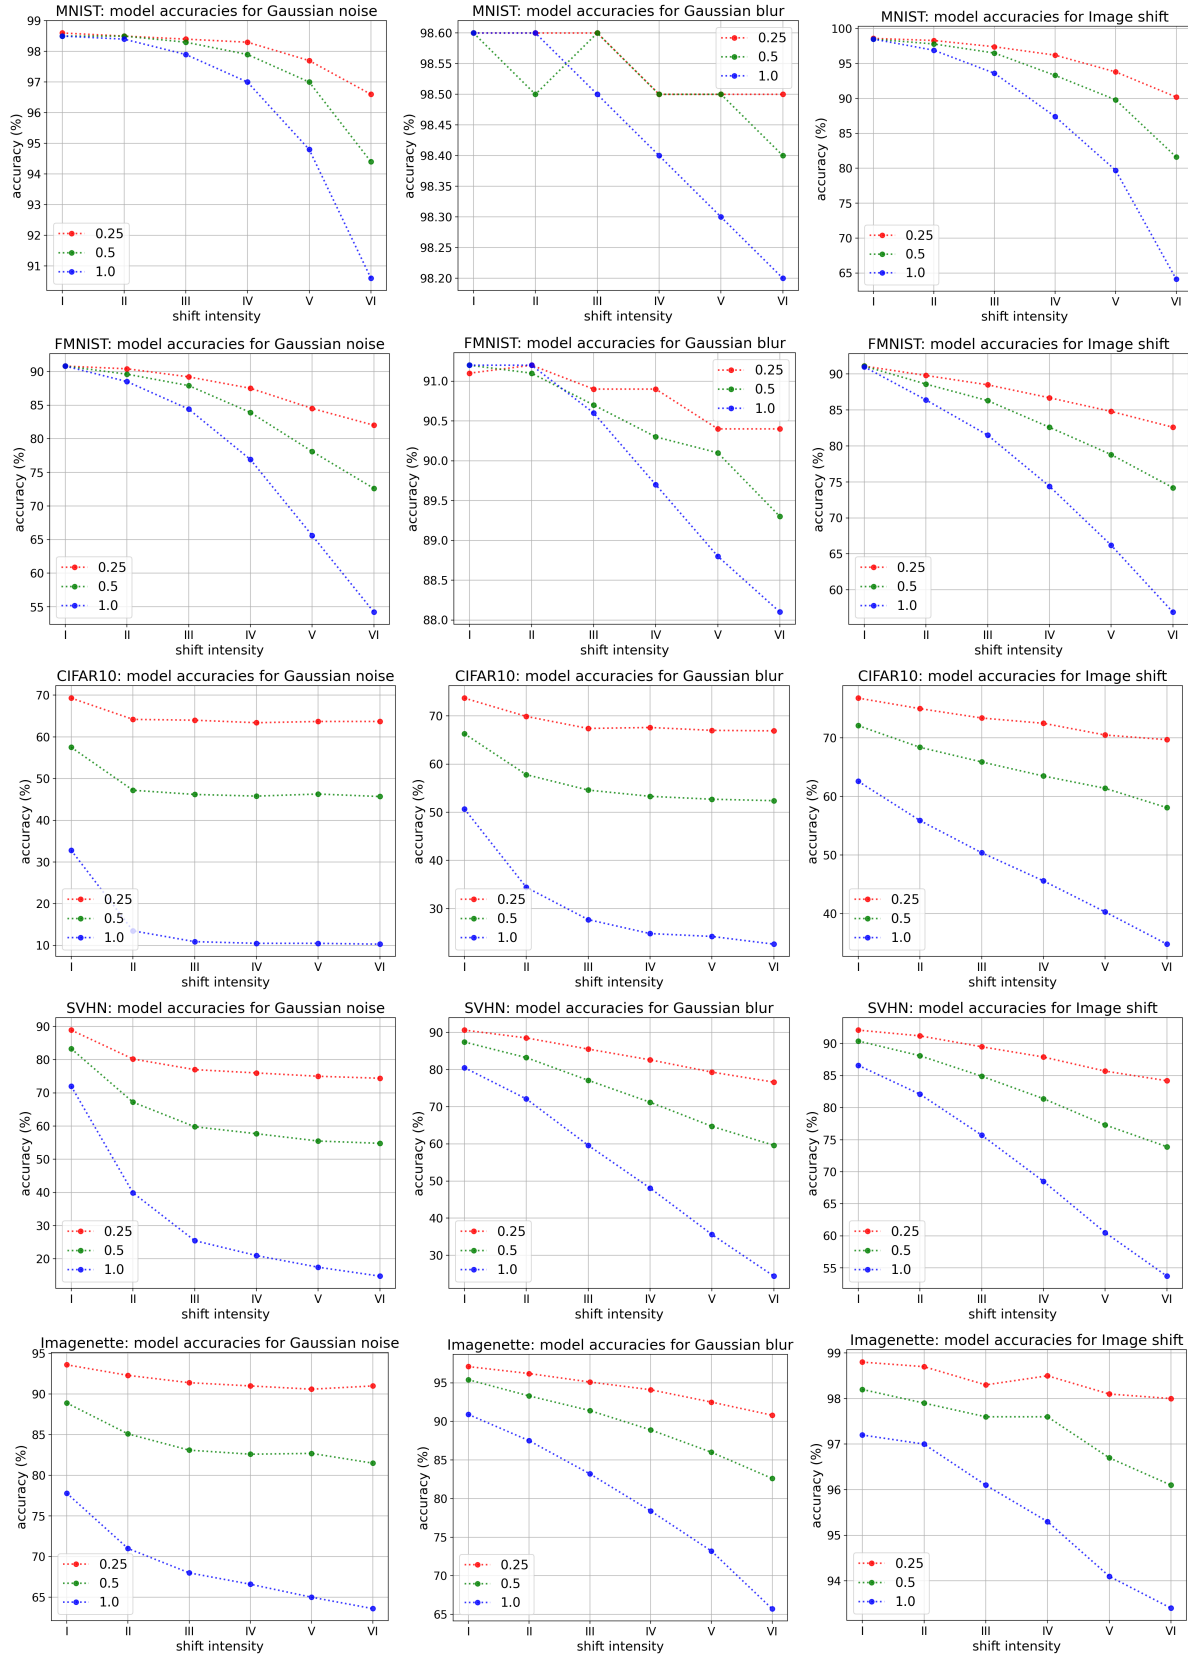 MNIST: model accuracies for Gaussian noise
99
98
97
96
95
94
93
92
91
accuracy (%)
0.25
0.5
1.0
I II III IV V VI
shift intensity
MNIST: model accuracies for Gaussian blur
98.60
98.55
98.50
98.45
98.40
98.35
98.30
98.25
98.20
accuracy (%)
0.25
0.5
1.0
I II III IV V VI
shift intensity
MNIST: model accuracies for Image shift
100
95
90
85
80
75
70
65
accuracy (%)
0.25
0.5
1.0
I II III IV V VI
shift intensity
FMNIST: model accuracies for Gaussian noise
90
85
80
75
70
65
60
55
accuracy (%)
0.25
0.5
1.0
I II III IV V VI
shift intensity
FMNIST: model accuracies for Gaussian blur
91.0
90.5
90.0
89.5
89.0
88.5
88.0
accuracy (%)
0.25
0.5
1.0
I II III IV V VI
shift intensity
FMNIST: model accuracies for Image shift
90
85
80
75
70
65
60
accuracy (%)
0.25
0.5
1.0
I II III IV V VI
shift intensity
CIFAR10: model accuracies for Gaussian noise
70
60
50
40
30
20
10
accuracy (%)
0.25
0.5
1.0
I II III IV V VI
shift intensity
CIFAR10: model accuracies for Gaussian blur
70
60
50
40
30
accuracy (%)
0.25
0.5
1.0
I II III IV V VI
shift intensity
CIFAR10: model accuracies for Image shift
70
60
50
40
accuracy (%)
0.25
0.5
1.0
I II III IV V VI
shift intensity
SVHN: model accuracies for Gaussian noise
90
80
70
60
50
40
30
20
accuracy (%)
0.25
0.5
1.0
I II III IV V VI
shift intensity
SVHN: model accuracies for Gaussian blur
90
80
70
60
50
40
30
accuracy (%)
0.25
0.5
1.0
I II III IV V VI
shift intensity
SVHN: model accuracies for Image shift
90
85
80
75
70
65
60
55
accuracy (%)
0.25
0.5
1.0
I II III IV V VI
shift intensity
Imagenette: model accuracies for Gaussian noise
95
90
85
80
75
70
65
accuracy (%)
0.25
0.5
1.0
I II III IV V VI
shift intensity
Imagenette: model accuracies for Gaussian blur
95
90
85
80
75
70
65
accuracy (%)
0.25
0.5
1.0
I II III IV V VI
shift intensity
Imagenette: model accuracies for Image shift
99
98
97
96
95
94
accuracy (%)
0.25
0.5
1.0
I II III IV V VI
shift intensity